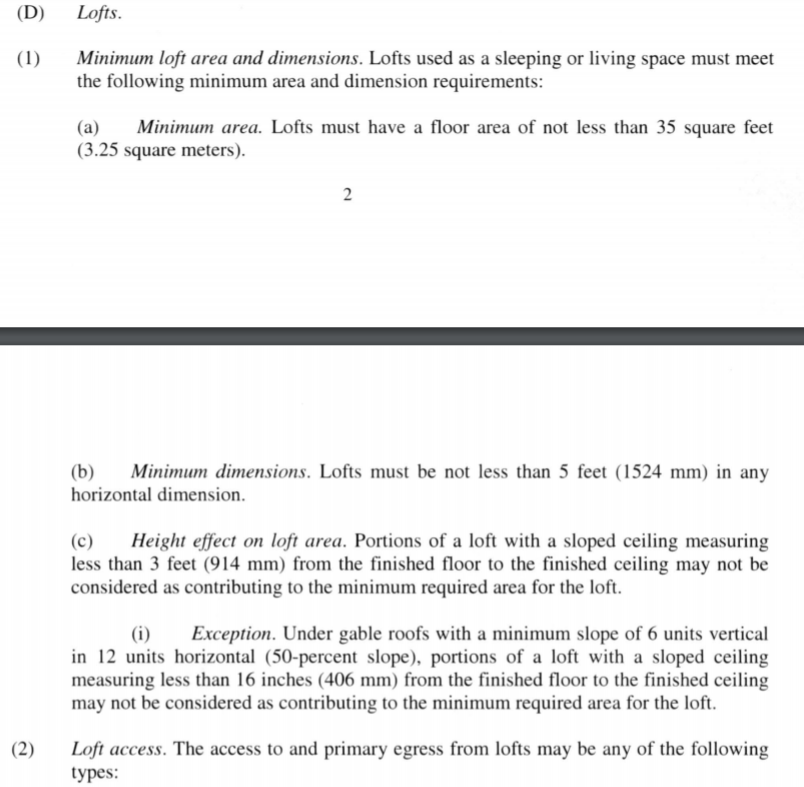 (D) Lofts.
(1) Minimum loft area and dimensions. Lofts used as a sleeping or living space must meet
the following minimum area and dimension requirements:
(a) Minimum area. Lofts must have a floor area of not less than 35 square feet
(3.25 square meters).
2
(b) Minimum dimensions. Lofts must be not less than 5 feet (1524 mm) in any
horizontal dimension.
(c) Height effect on loft area. Portions of a loft with a sloped ceiling measuring
less than 3 feet (914 mm) from the finished floor to the finished ceiling may not be
considered as contributing to the minimum required area for the loft.
(i) Exception. Under gable roofs with a minimum slope of 6 units vertical
in 12 units horizontal (50-percent slope), portions of a loft with a sloped ceiling
measuring less than 16 inches (406 mm) from the finished floor to the finished ceiling
may not be considered as contributing to the minimum required area for the loft.
(2) Loft access. The access to and primary egress from lofts may be any of the following
types: